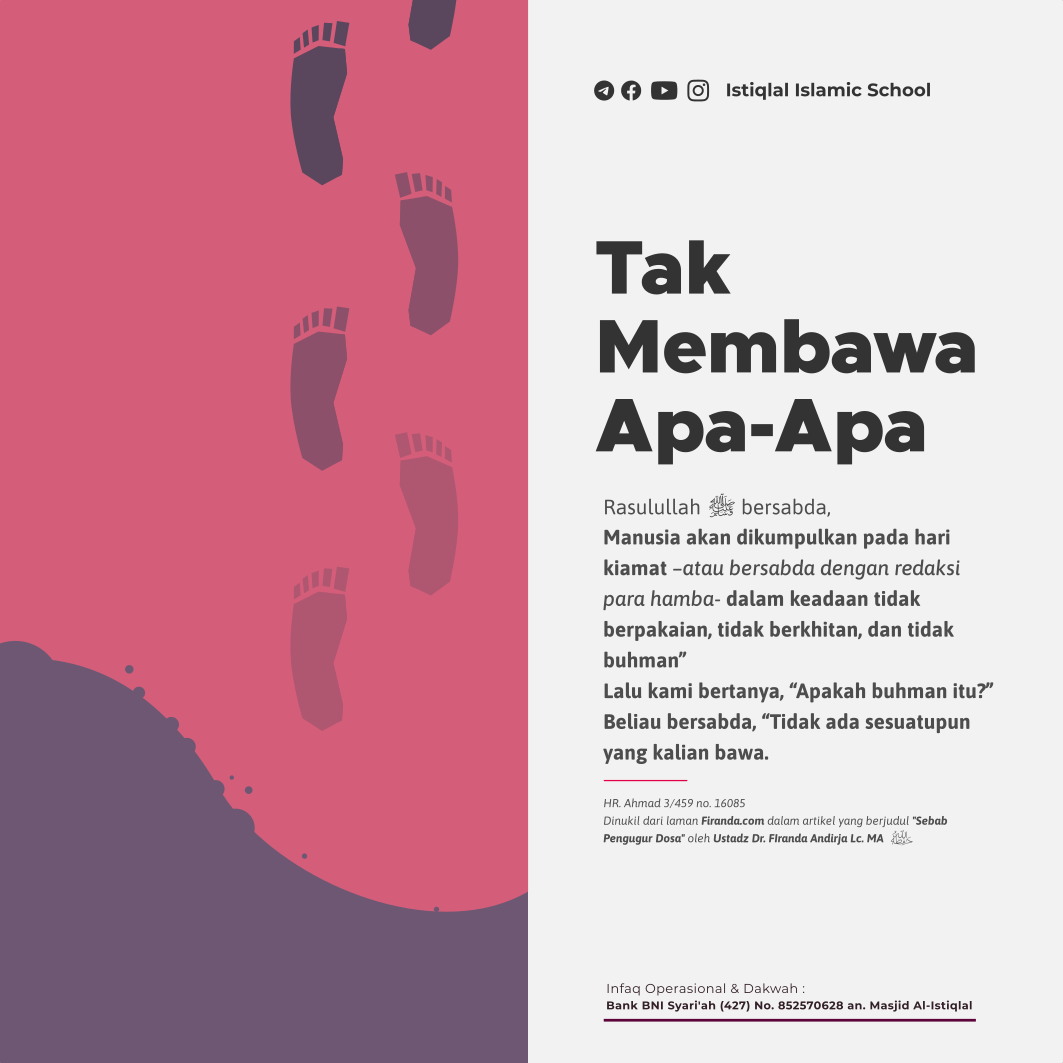 Istiqlal Islamic School
Tak
Membawa
Apa-Apa
Rasulullah ﷺ bersabda,
Manusia akan dikumpulkan pada hari
kiamat –atau bersabda dengan redaksi
para hamba- dalam keadaan tidak
berpakaian, tidak berkhitan, dan tidak
buhman”
Lalu kami bertanya, “Apakah buhman itu?”
Beliau bersabda, “Tidak ada sesuatupun
yang kalian bawa.
HR. Ahmad 3/459 no. 16085
Dinukil dari laman Firanda.com dalam artikel yang berjudul "Sebab
Pengugur Dosa" oleh Ustadz Dr. FIranda Andirja Lc. MA
Infaq Operasional & Dakwah :
Bank BNI Syari'ah (427) No. 852570628 an. Masjid Al-Istiqlal